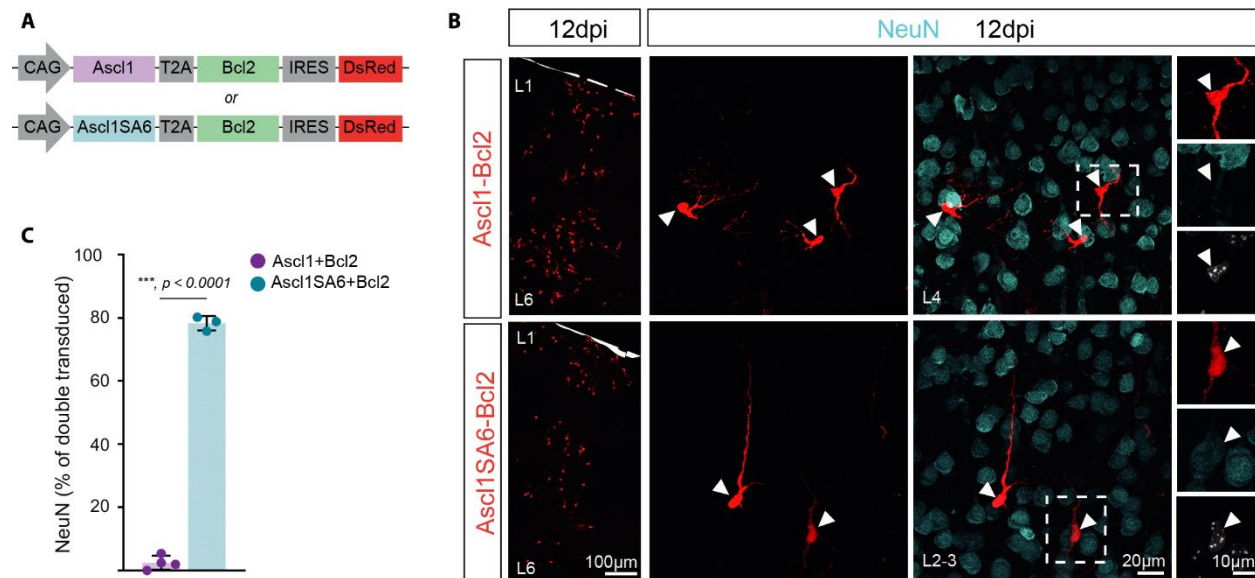 A
CAG Ascl1 T2A Bcl2 IRES DsRed
or
CAG Ascl1SA6 T2A Bcl2 IRES DsRed
B
12dpi
NeuN 12dpi
Ascl1-Bcl2
L1
L6
L4
Ascl1SA6-Bcl2
L1
L6
100µm
L2-3
20µm
10µm
C
NeuN (% of double transduced)
100
80
60
40
20
***, p < 0.0001
Ascl1+Bcl2
Ascl1SA6+Bcl2